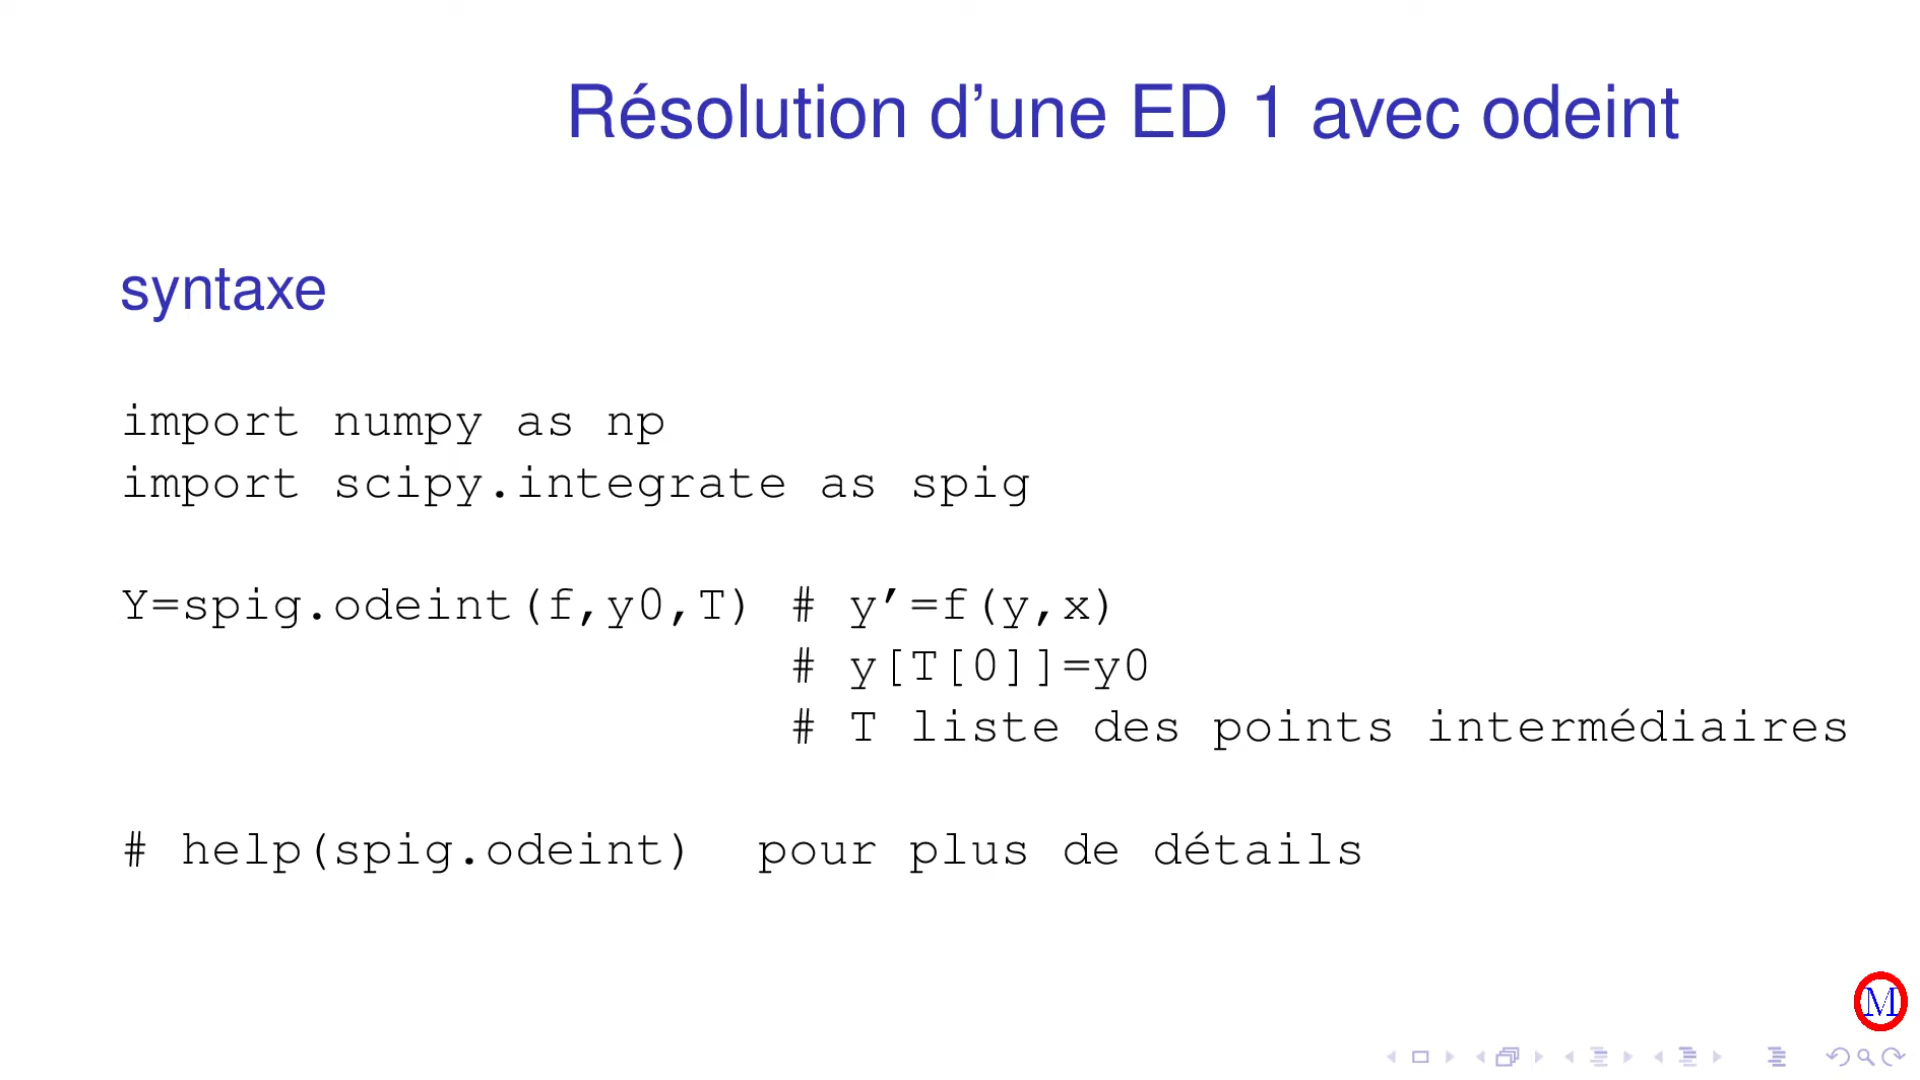 Résolution d’une ED 1 avec odeint
syntaxe
import numpy as np
import scipy.integrate as spig
Y=spig.odeint(f,y0,T) # y’=f(y,x)
# y[T[0]]=y0
# T liste des points intermédiaires
# help(spig.odeint)  pour plus de détails
M